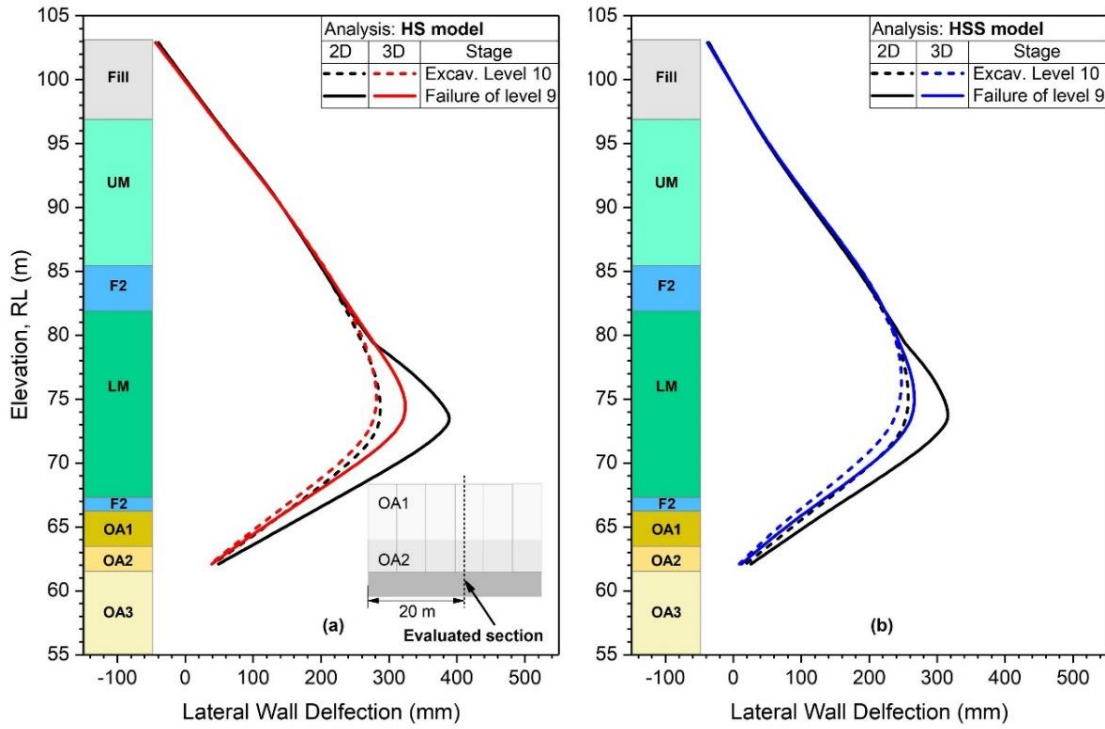 Analysis: HS model
2D 3D Stage
Excav. Level 10
Failure of level 9
105
100
95
90
85
80
75
70
65
60
55
Elevation, RL (m)
Fill
UM
F2
LM
F2
OA1
OA2
OA3
OA1
OA2
20 m
(a)
Evaluated section
-100 0 100 200 300 400 500
Lateral Wall Delfection (mm)
Analysis: HSS model
2D 3D Stage
Excav. Level 10
Failure of level 9
105
100
95
90
85
80
75
70
65
60
55
Fill
UM
F2
LM
F2
OA1
OA2
OA3
(b)
-100 0 100 200 300 400 500
Lateral Wall Delfection (mm)